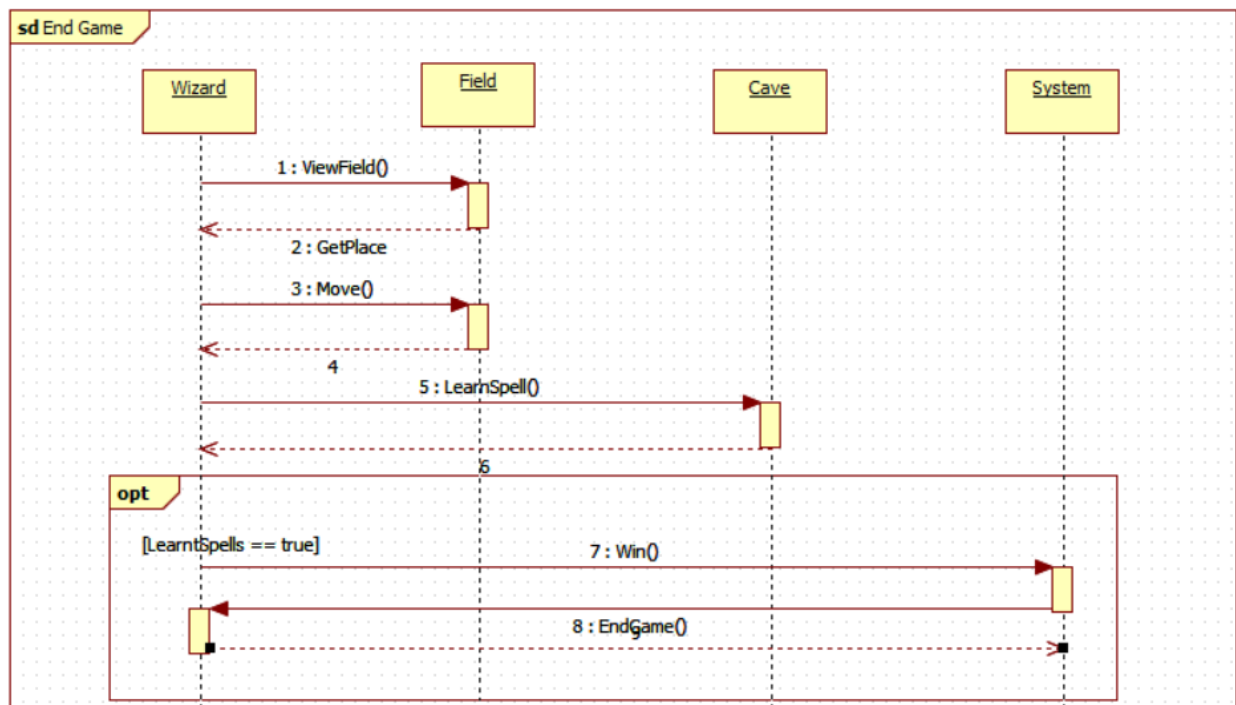 sd End Game
Wizard
Field
Cave
System
1 : ViewField()
2 : GetPlace
3 : Move()
4
5 : LearnSpell()
6
opt
[LearntSpells == true]
7 : Win()
8 : EndGame()
9